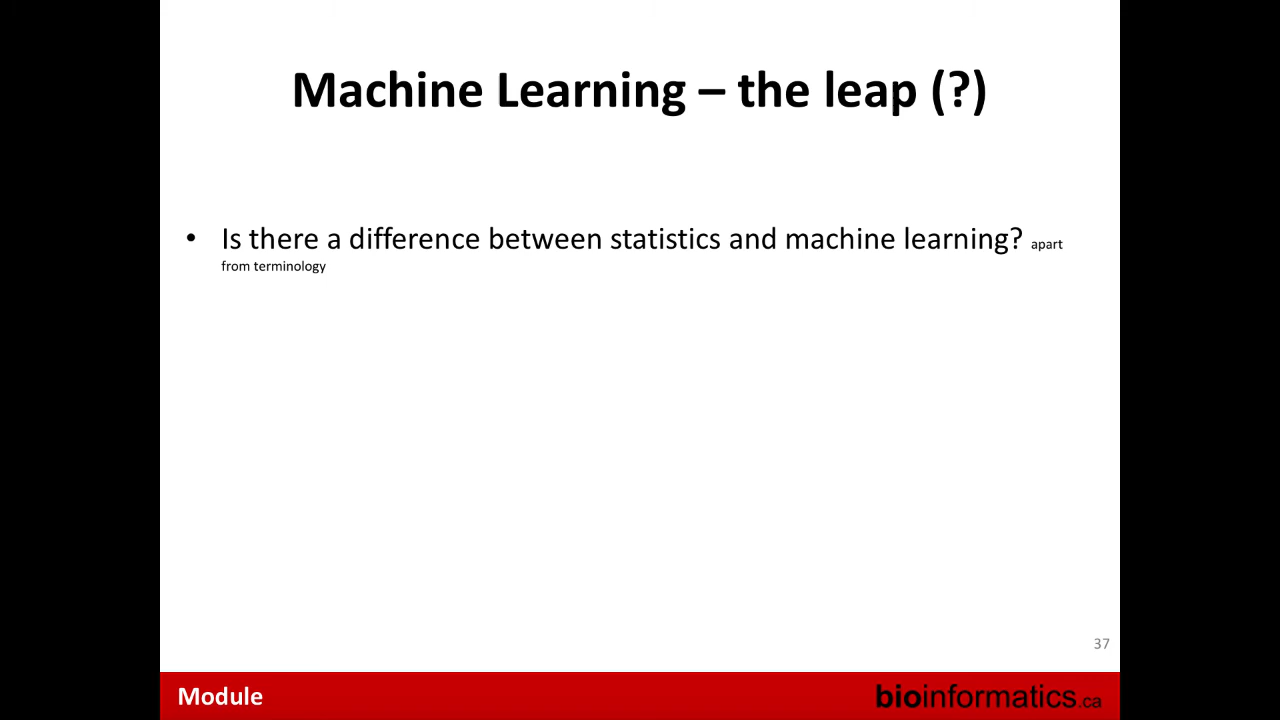 Machine Learning – the leap (?)
• Is there a difference between statistics and machine learning? apart
from terminology
37
Module
bioinformatics.ca